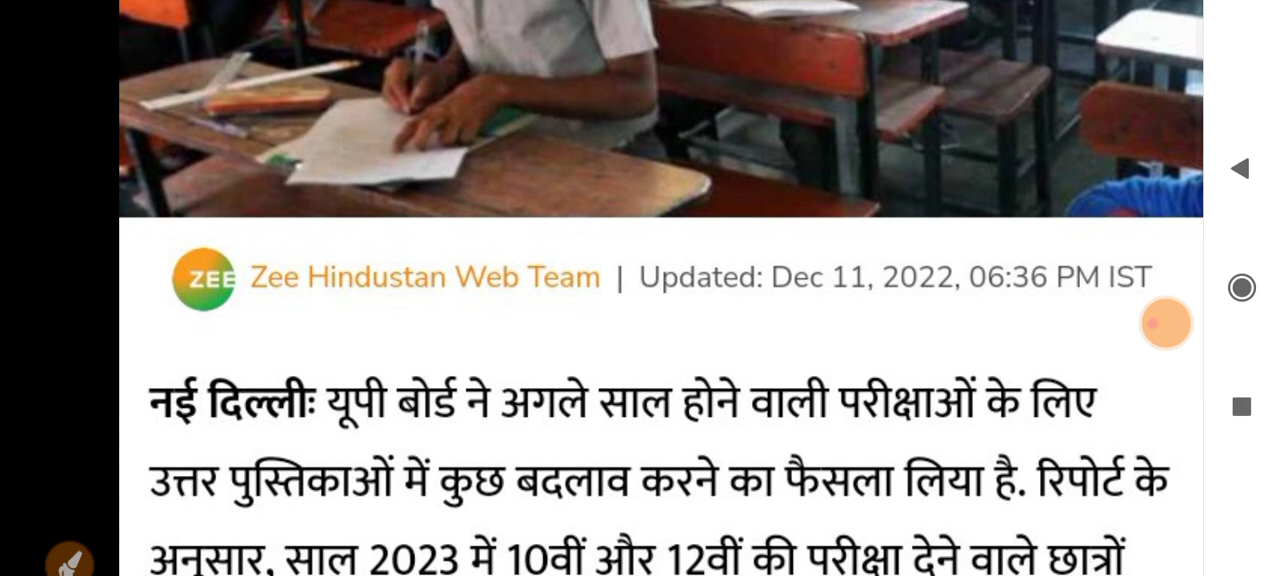 ZEE Zee Hindustan Web Team | Updated: Dec 11, 2022, 06:36 PM IST
नई दिल्लीः यूपी बोर्ड ने अगले साल होने वाली परीक्षाओं के लिए
उत्तर पुस्तिकाओं में कुछ बदलाव करने का फैसला लिया है. रिपोर्ट के
अनुसार, साल 2023 में 10वीं और 12वीं की परीक्षा देने वाले छात्रों